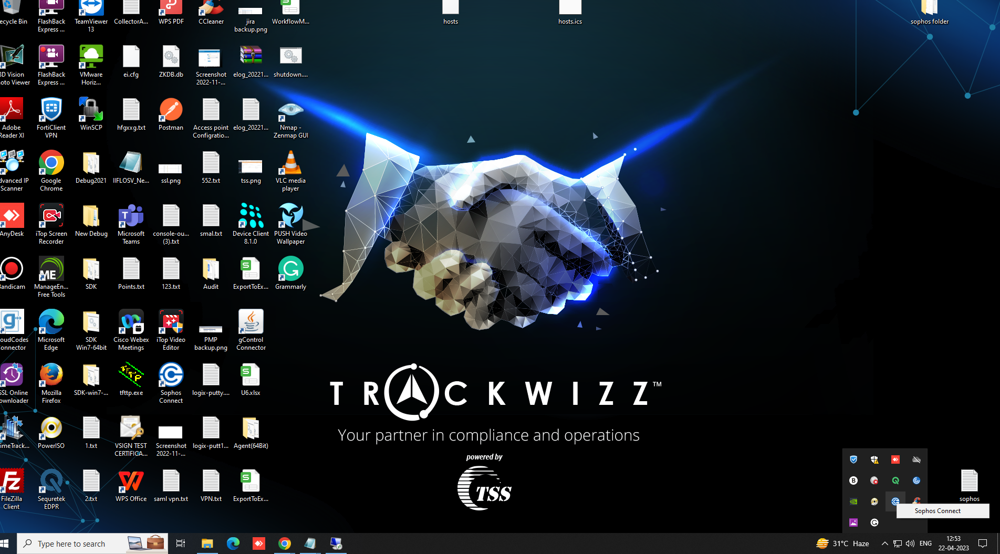 ecycle Bin
FlashBack
Express ...
TeamViewer
13
CollectorA...
WPS PDF
CCleaner
jira
backup.png
WorkflowM...
hosts
hosts.ics
sophos folder
3D Vision
oto Viewer
FlashBack
Express ...
VMware
Horiz...
ei.cfg
ZKDB.db
Screenshot
2022-11-...
elog_20221...
shutdown....
Adobe
Reader XI
FortiClient
VPN
WinSCP
hfgxxg.txt
Postman
Access point
Configratio...
elog_20221...
Nmap -
Zenmap GUI
dvanced IP
Scanner
Google
Chrome
Debug2021
IIFLOSV_Ne...
ssl.png
552.txt
tss.png
VLC media
player
AnyDesk
iTop Screen
Recorder
New Debug
Microsoft
Teams
console-ou...
(3).txt
smal.txt
Device Client
8.1.0
PUSH Video
Wallpaper
Bandicam
ME
ManageEn...
Free Tools
SDK
Points.txt
123.txt
Audit
ExportToEx...
Grammarly
oudCodes
onnector
Microsoft
Edge
SDK
Win7-64bit
Cisco Webex
Meetings
iTop Video
Editor
PMP
backup.png
gControl
Connector
SSL Online
ownloader
Mozilla
Firefox
SDK-win7-...
tfttp.exe
Sophos
Connect
logix-putty....
U6.xlsx
TRACKWIZZ™
imeTrack...
PowerISO
1.txt
VSIGN TEST
CERTIFICA...
Screenshot
2022-11-...
logix-putt1...
Agent(64Bit)
Your partner in compliance and operations
powered by
TSS
FileZilla
Client
Sequretek
EDPR
2.txt
WPS Office
saml vpn.txt
VPN.txt
ExportToEx...
sophos
Sophos Connect
Type here to search
31°C Haze
ENG
12:53
22-04-2023